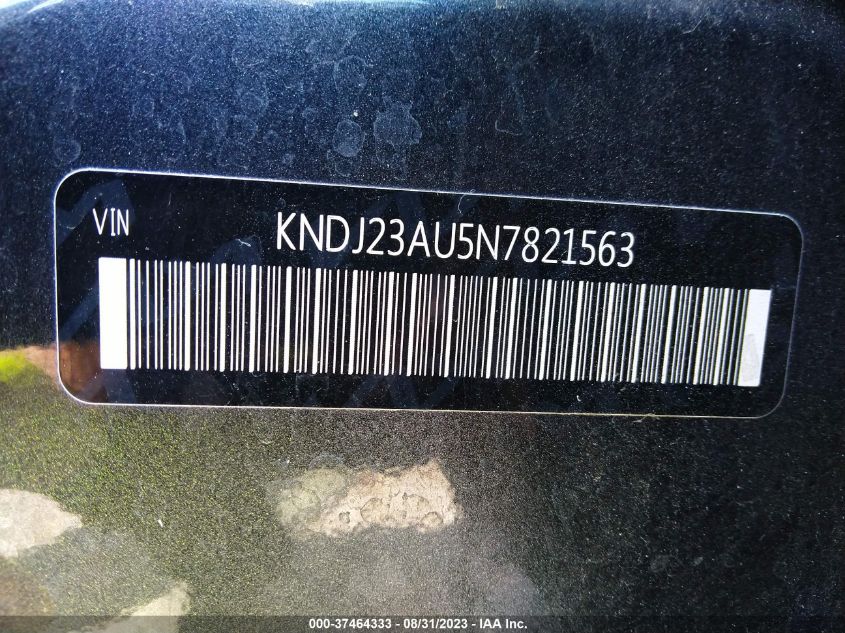 VIN
KNDJ23AU5N7821563
000-37464333 - 08/31/2023 - © IAA, Inc.